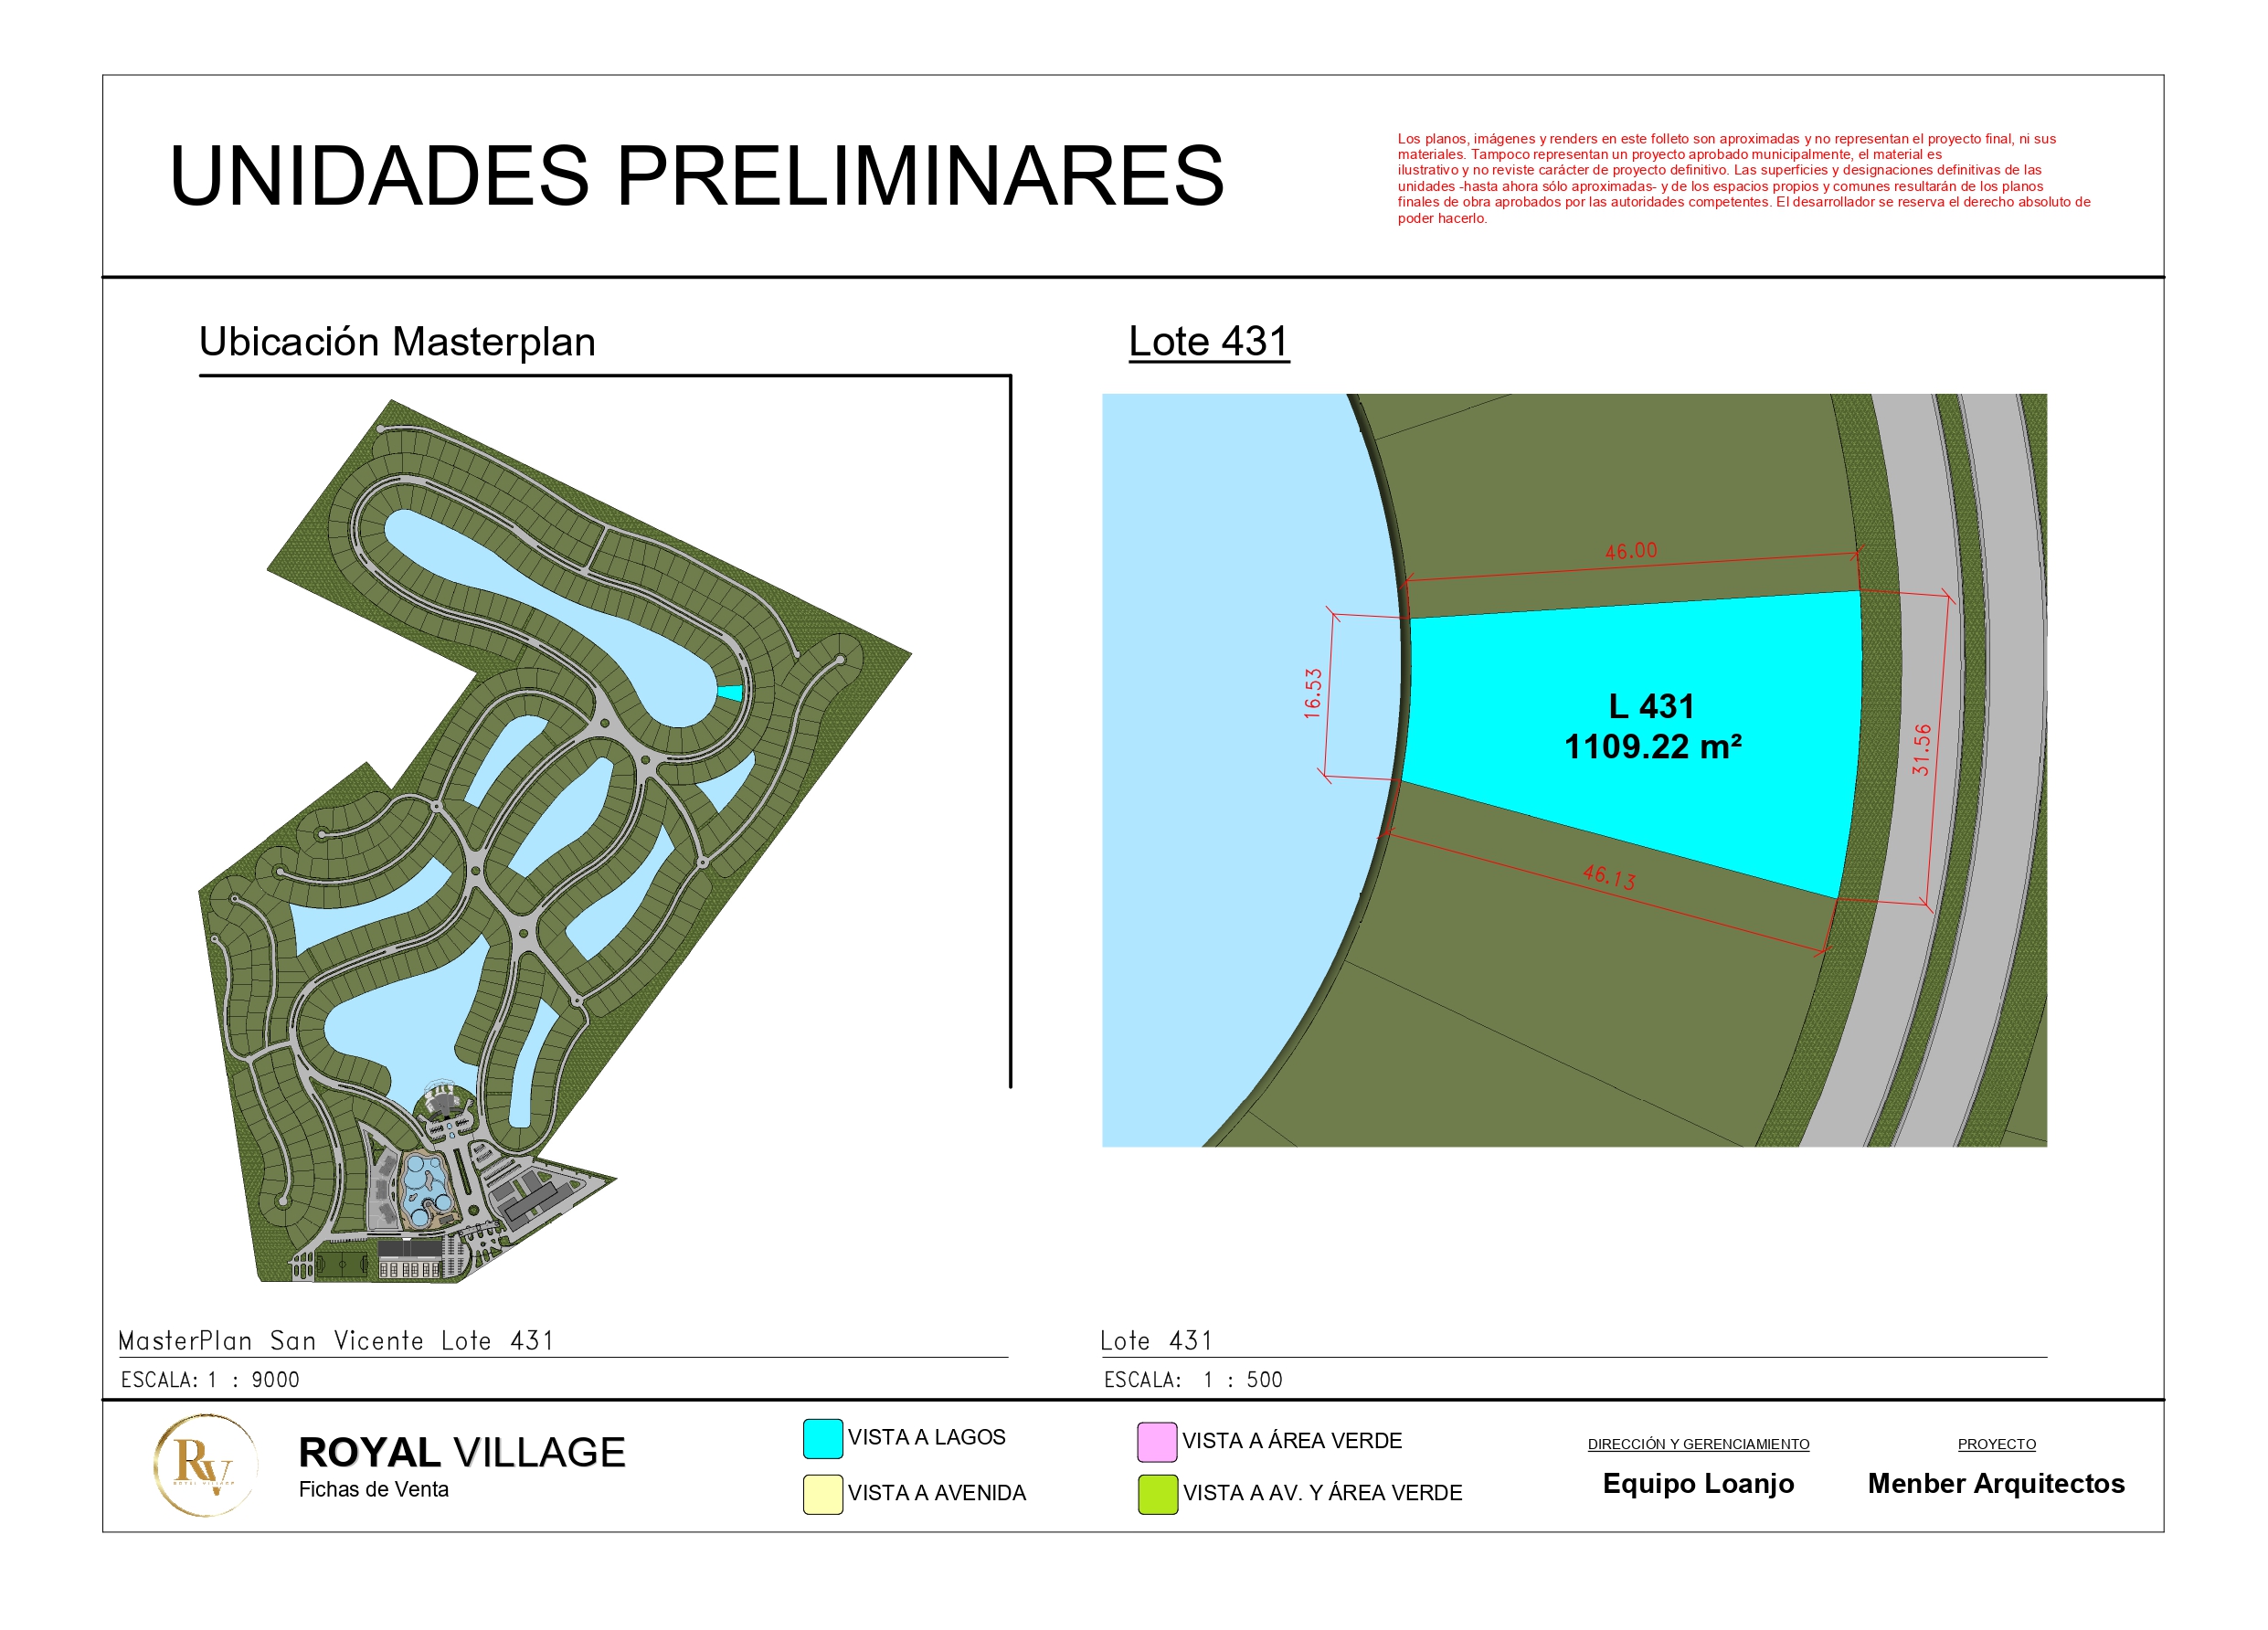 UNIDADES PRELIMINARES
Los planos, imágenes y renders en este folleto son aproximadas y no representan el proyecto final, ni sus
materiales. Tampoco representan un proyecto aprobado municipalmente, el material es
ilustrativo y no reviste carácter de proyecto definitivo. Las superficies y designaciones definitivas de las
unidades -hasta ahora sólo aproximadas- y de los espacios propios y comunes resultarán de los planos
finales de obra aprobados por las autoridades competentes. El desarrollador se reserva el derecho absoluto de
poder hacerlo.
Ubicación Masterplan
Lote 431
46.00
16.53
L 431
1109.22 m²
31.56
46.13
MasterPlan San Vicente Lote 431
ESCALA: 1 : 9000
Lote 431
ESCALA: 1 : 500
RV
ROYAL VILLAGE
ROYAL VILLAGE
Fichas de Venta
VISTA A LAGOS
VISTA A AVENIDA
VISTA A ÁREA VERDE
VISTA A AV. Y ÁREA VERDE
DIRECCIÓN Y GERENCIAMIENTO
Equipo Loanjo
PROYECTO
Menber Arquitectos